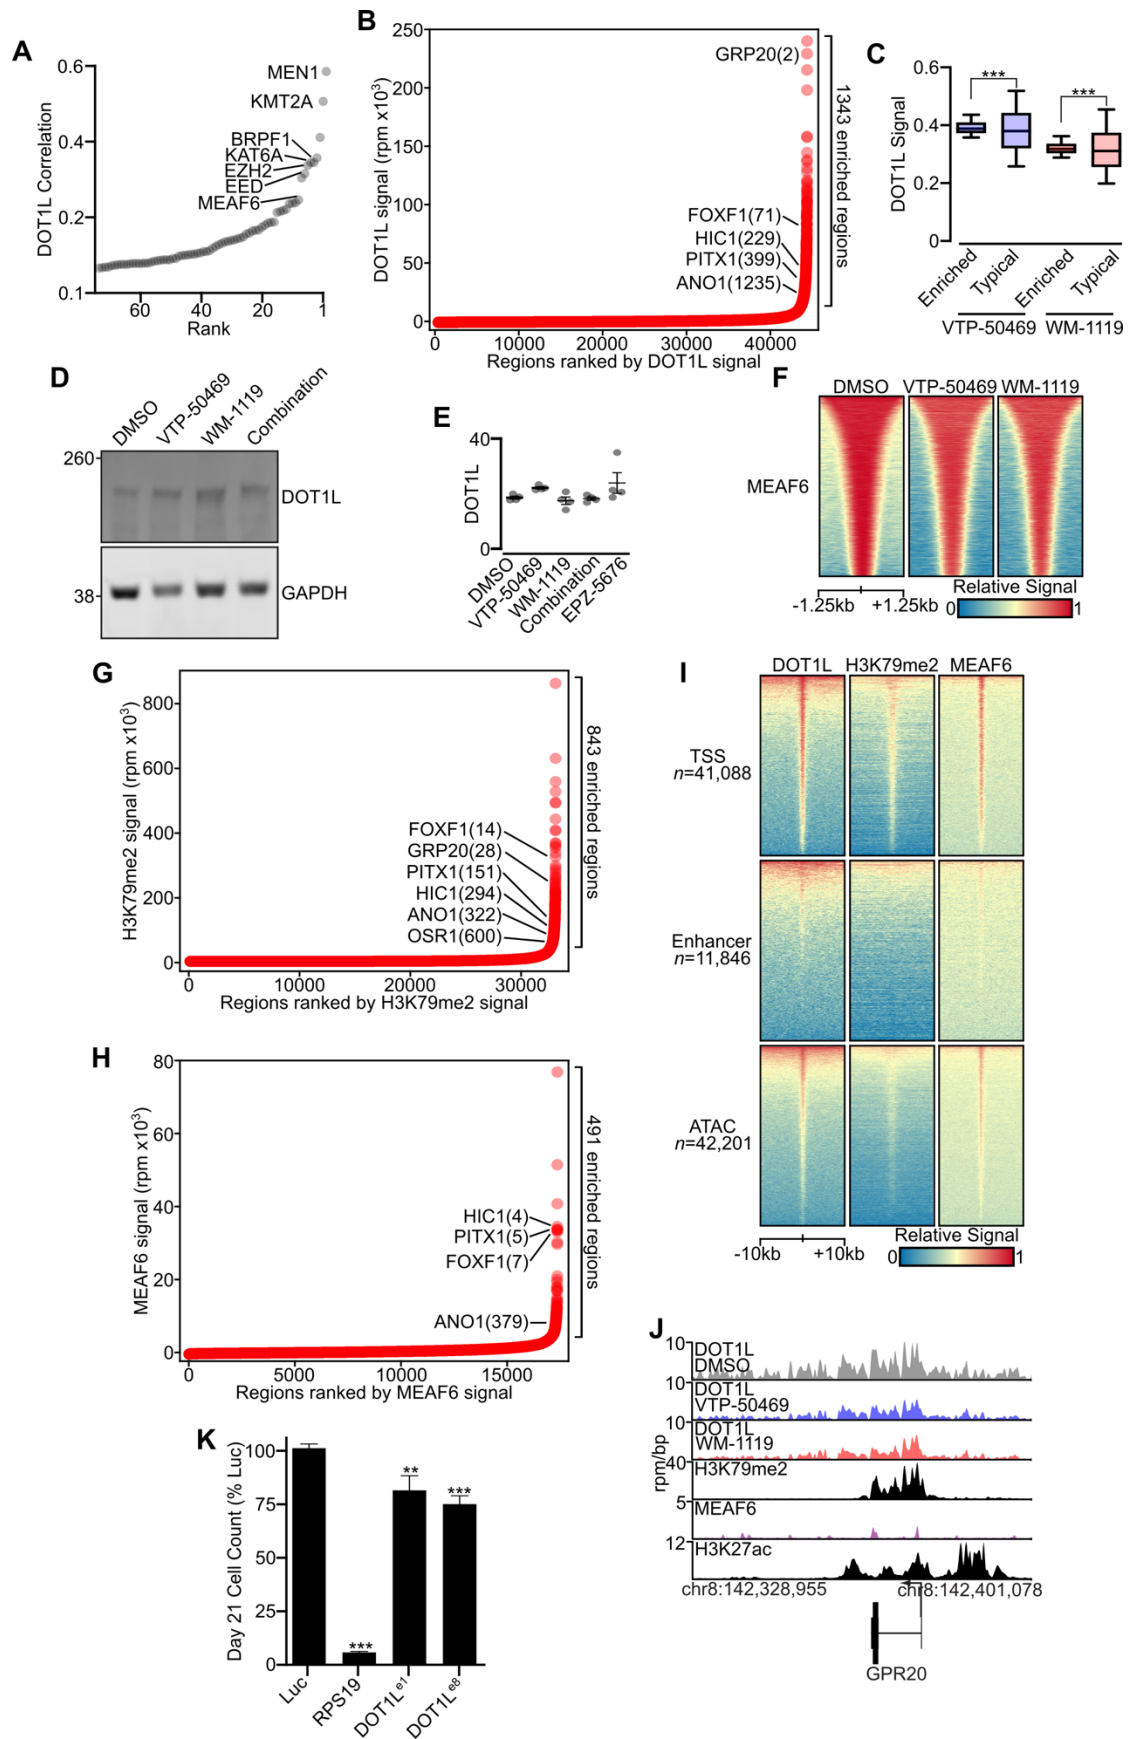 A
0.6
0.4
0.2
0.1
DOT1L Correlation
MEN1
KMT2A
BRPF1
KAT6A
EZH2
EED
MEAF6
60
40
20
1
Rank
B
250
200
150
100
50
0
DOT1L signal (rpm x10³)
GRP20(2)
FOXF1(71)
HIC1(229)
PITX1(399)
ANO1(1235)
1343 enriched regions
0
10000
20000
30000
40000
Regions ranked by DOT1L signal
C
0.6
0.4
0.2
0
DOT1L Signal
***
***
Enriched
Typical
Enriched
Typical
VTP-50469
WM-1119
D
DMSO
VTP-50469
WM-1119
Combination
260
DOT1L
38
GAPDH
E
40
0
DOT1L
DMSO
VTP-50469
WM-1119
Combination
EPZ-5676
F
DMSO
VTP-50469
WM-1119
MEAF6
-1.25kb
+1.25kb
Relative Signal
0
1
G
800
600
400
200
0
H3K79me2 signal (rpm x10³)
FOXF1(14)
GRP20(28)
PITX1(151)
HIC1(294)
ANO1(322)
OSR1(600)
843 enriched regions
0
10000
20000
30000
Regions ranked by H3K79me2 signal
H
80
60
40
20
0
MEAF6 signal (rpm x10³)
HIC1(4)
PITX1(5)
FOXF1(7)
ANO1(379)
491 enriched regions
0
5000
10000
15000
Regions ranked by MEAF6 signal
I
DOT1L
H3K79me2
MEAF6
TSS
n=41,088
Enhancer
n=11,846
ATAC
n=42,201
-10kb
+10kb
Relative Signal
0
1
J
rpm/bp
10
DOT1L
DMSO
10
DOT1L
VTP-50469
10
DOT1L
WM-1119
40
H3K79me2
5
MEAF6
12
H3K27ac
chr8:142,328,955
chr8:142,401,078
GPR20
K
100
75
50
25
0
Day 21 Cell Count (% Luc)
***
**
***
Luc
RPS19
DOT1Lᵉ¹
DOT1Lᵉ⁸